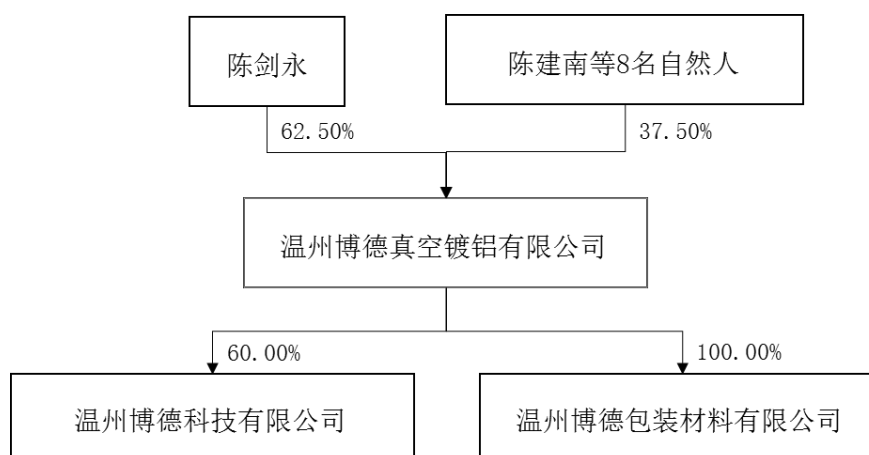 陈剑永
陈建南等8名自然人
62.50%
37.50%
温州博德真空镀铝有限公司
60.00%
100.00%
温州博德科技有限公司
温州博德包装材料有限公司